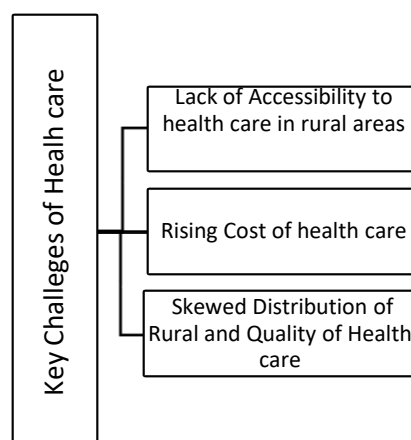 Key Challeges of Healh care
Lack of Accessibility to
health care in rural areas
Rising Cost of health care
Skewed Distribution of
Rural and Quality of Health
care